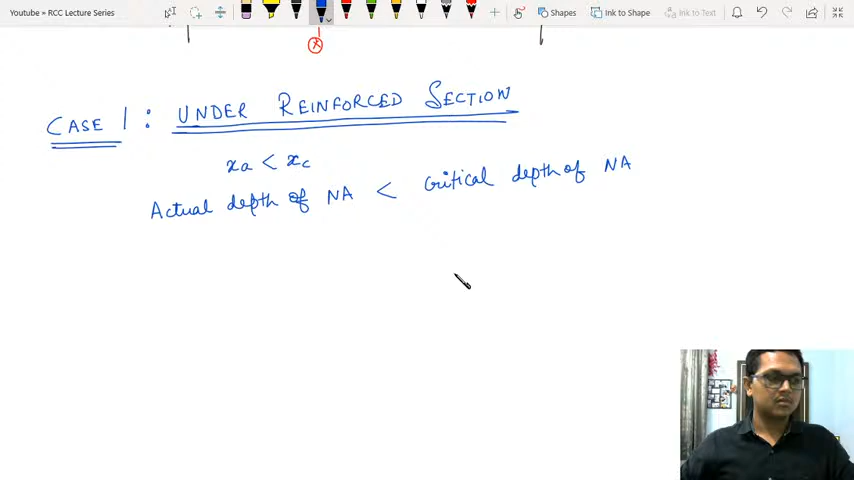 Youtube » RCC Lecture Series
Shapes
Ink to Shape
Ink to Text
CASE 1 : UNDER REINFORCED SECTION
xa < xc
Actual depth of NA < critical depth of NA